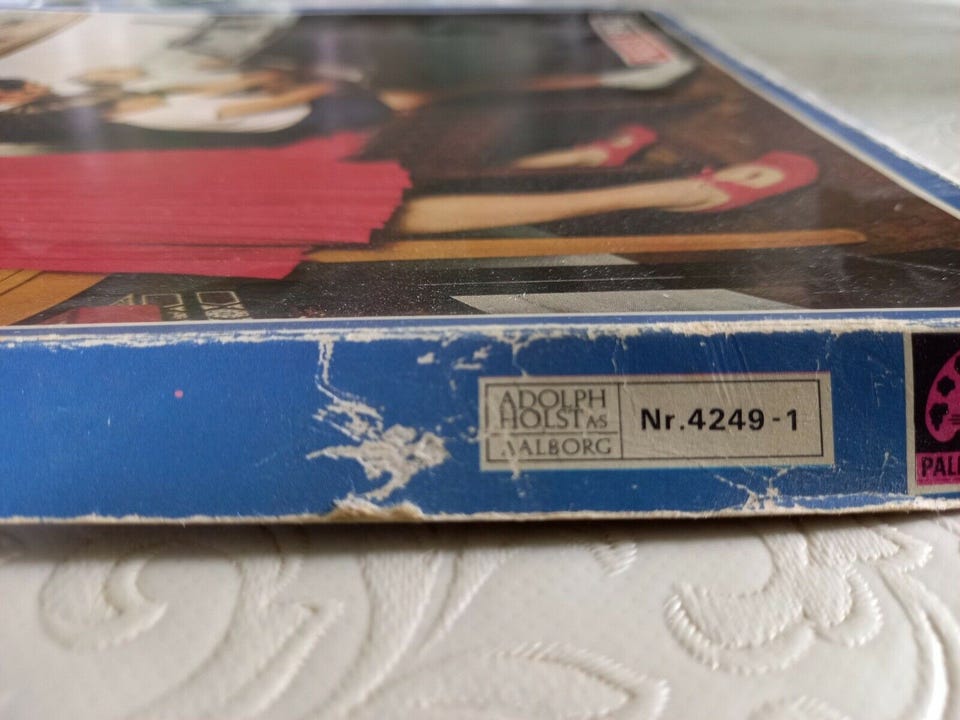 ADOLPH
HOLST AS
AALBORG
Nr.4249-1